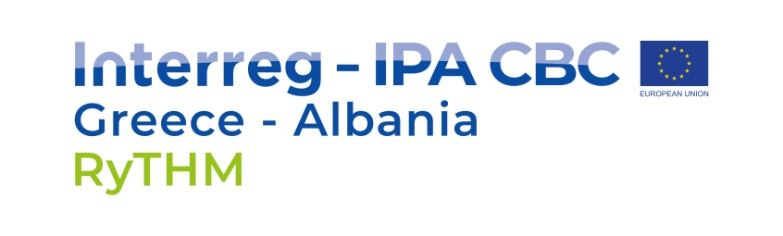 Interreg - IPA CBC
EUROPEAN UNION
Greece - Albania
RyTHM